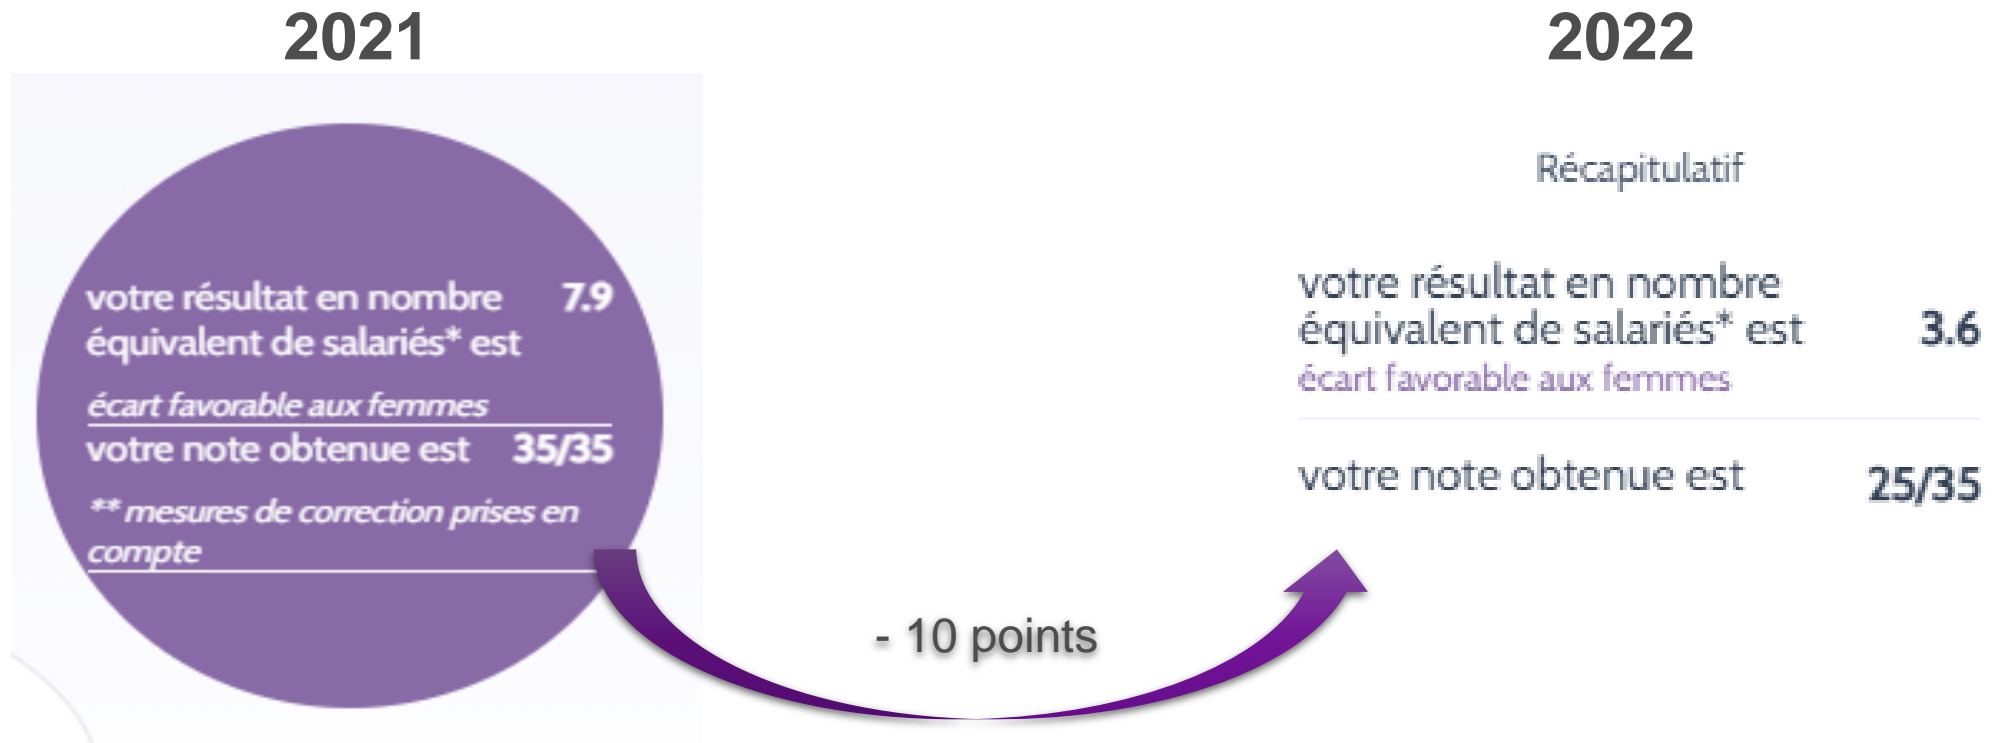 2021
votre résultat en nombre 7.9
équivalent de salariés* est
écart favorable aux femmes
votre note obtenue est 35/35
** mesures de correction prises en
compte
- 10 points
2022
Récapitulatif
votre résultat en nombre
équivalent de salariés* est 3.6
écart favorable aux femmes
votre note obtenue est 25/35